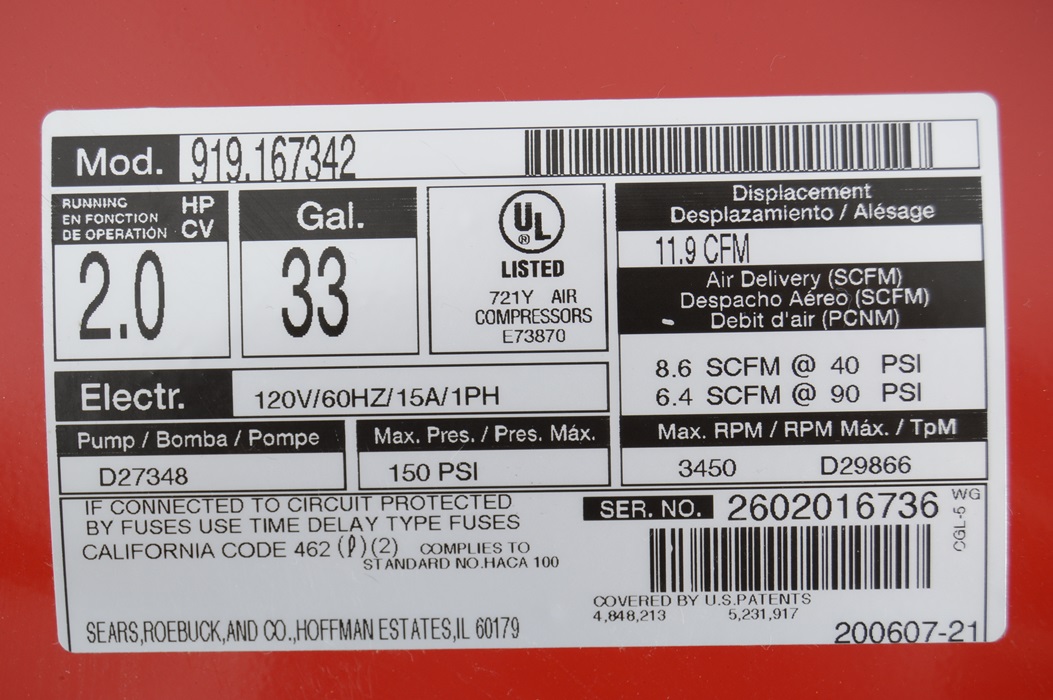 Mod. 919.167342
RUNNING HP
EN FONCTION
DE OPERATIÓN CV
2.0
Gal.
33
UL
®
LISTED
721Y AIR
COMPRESSORS
E73870
Displacement
Desplazamiento / Alésage
11.9 CFM
Air Delivery (SCFM)
Despacho Aéreo (SCFM)
Debit d'air (PCNM)
8.6 SCFM @ 40 PSI
6.4 SCFM @ 90 PSI
Electr. 120V/60HZ/15A/1PH
Pump / Bomba / Pompe
D27348
Max. Pres. / Pres. Máx.
150 PSI
Max. RPM / RPM Máx. / TpM
3450 D29866
IF CONNECTED TO CIRCUIT PROTECTED
BY FUSES USE TIME DELAY TYPE FUSES
CALIFORNIA CODE 462 (ℓ)(2) COMPLIES TO
STANDARD NO.HACA 100
SEARS,ROEBUCK,AND CO.,HOFFMAN ESTATES,IL 60179
SER. NO. 2602016736
WG
CGL-5
COVERED BY U.S.PATENTS
4,848,213 5,231,917
200607-21